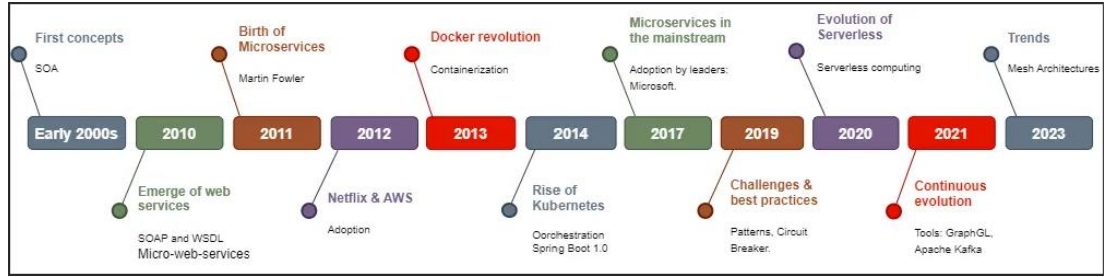 First concepts
SOA
Birth of
Microservices
Martin Fowler
Docker revolution
Containerization
Microservices in
the mainstream
Adoption by leaders:
Microsoft.
Evolution of
Serverless
Serverless computing
Trends
Mesh Architectures
Early 2000s
2010
2011
2012
2013
2014
2017
2019
2020
2021
2023
Emerge of web
services
SOAP and WSDL
Micro-web-services
Netflix & AWS
Adoption
Rise of
Kubernetes
Oorchestration
Spring Boot 1.0
Challenges &
best practices
Patterns, Circuit
Breaker.
Continuous
evolution
Tools: GraphGL,
Apache Kafka